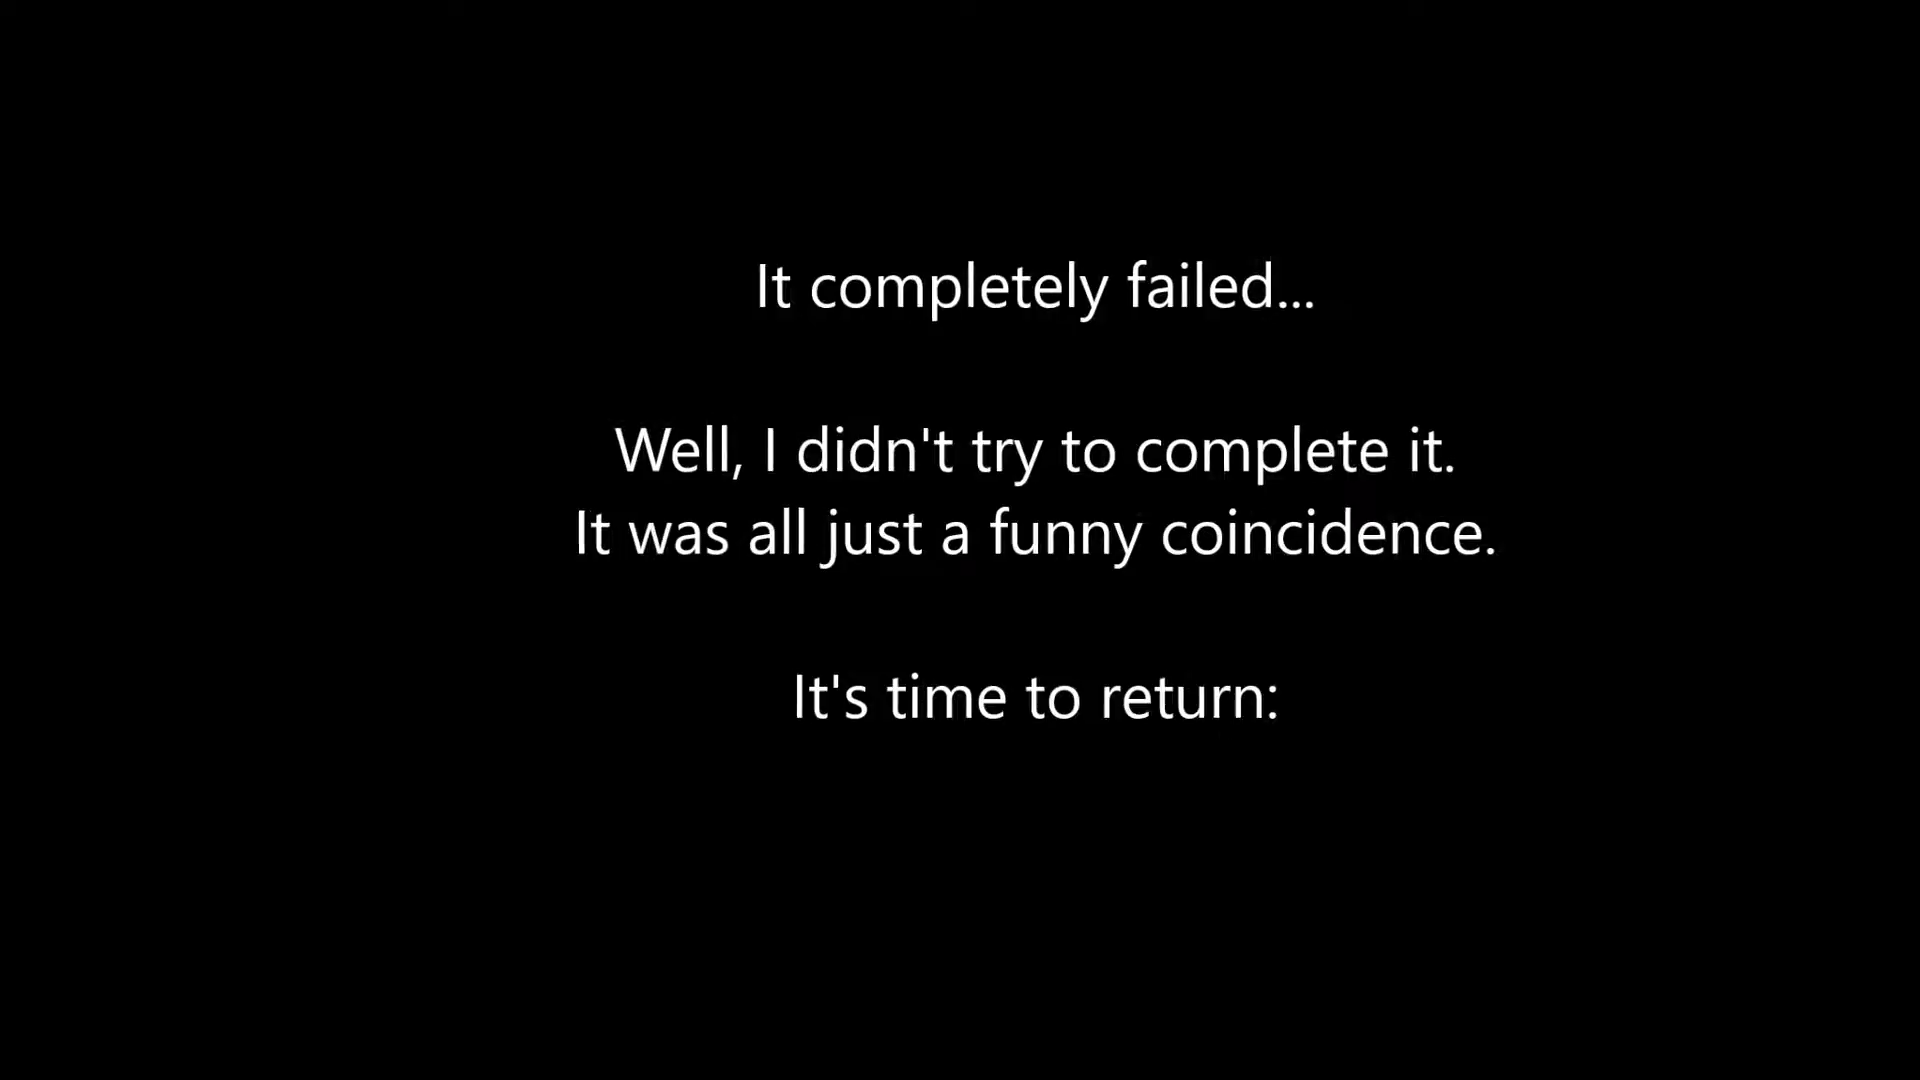 It completely failed...
Well, I didn't try to complete it.
It was all just a funny coincidence.
It's time to return: